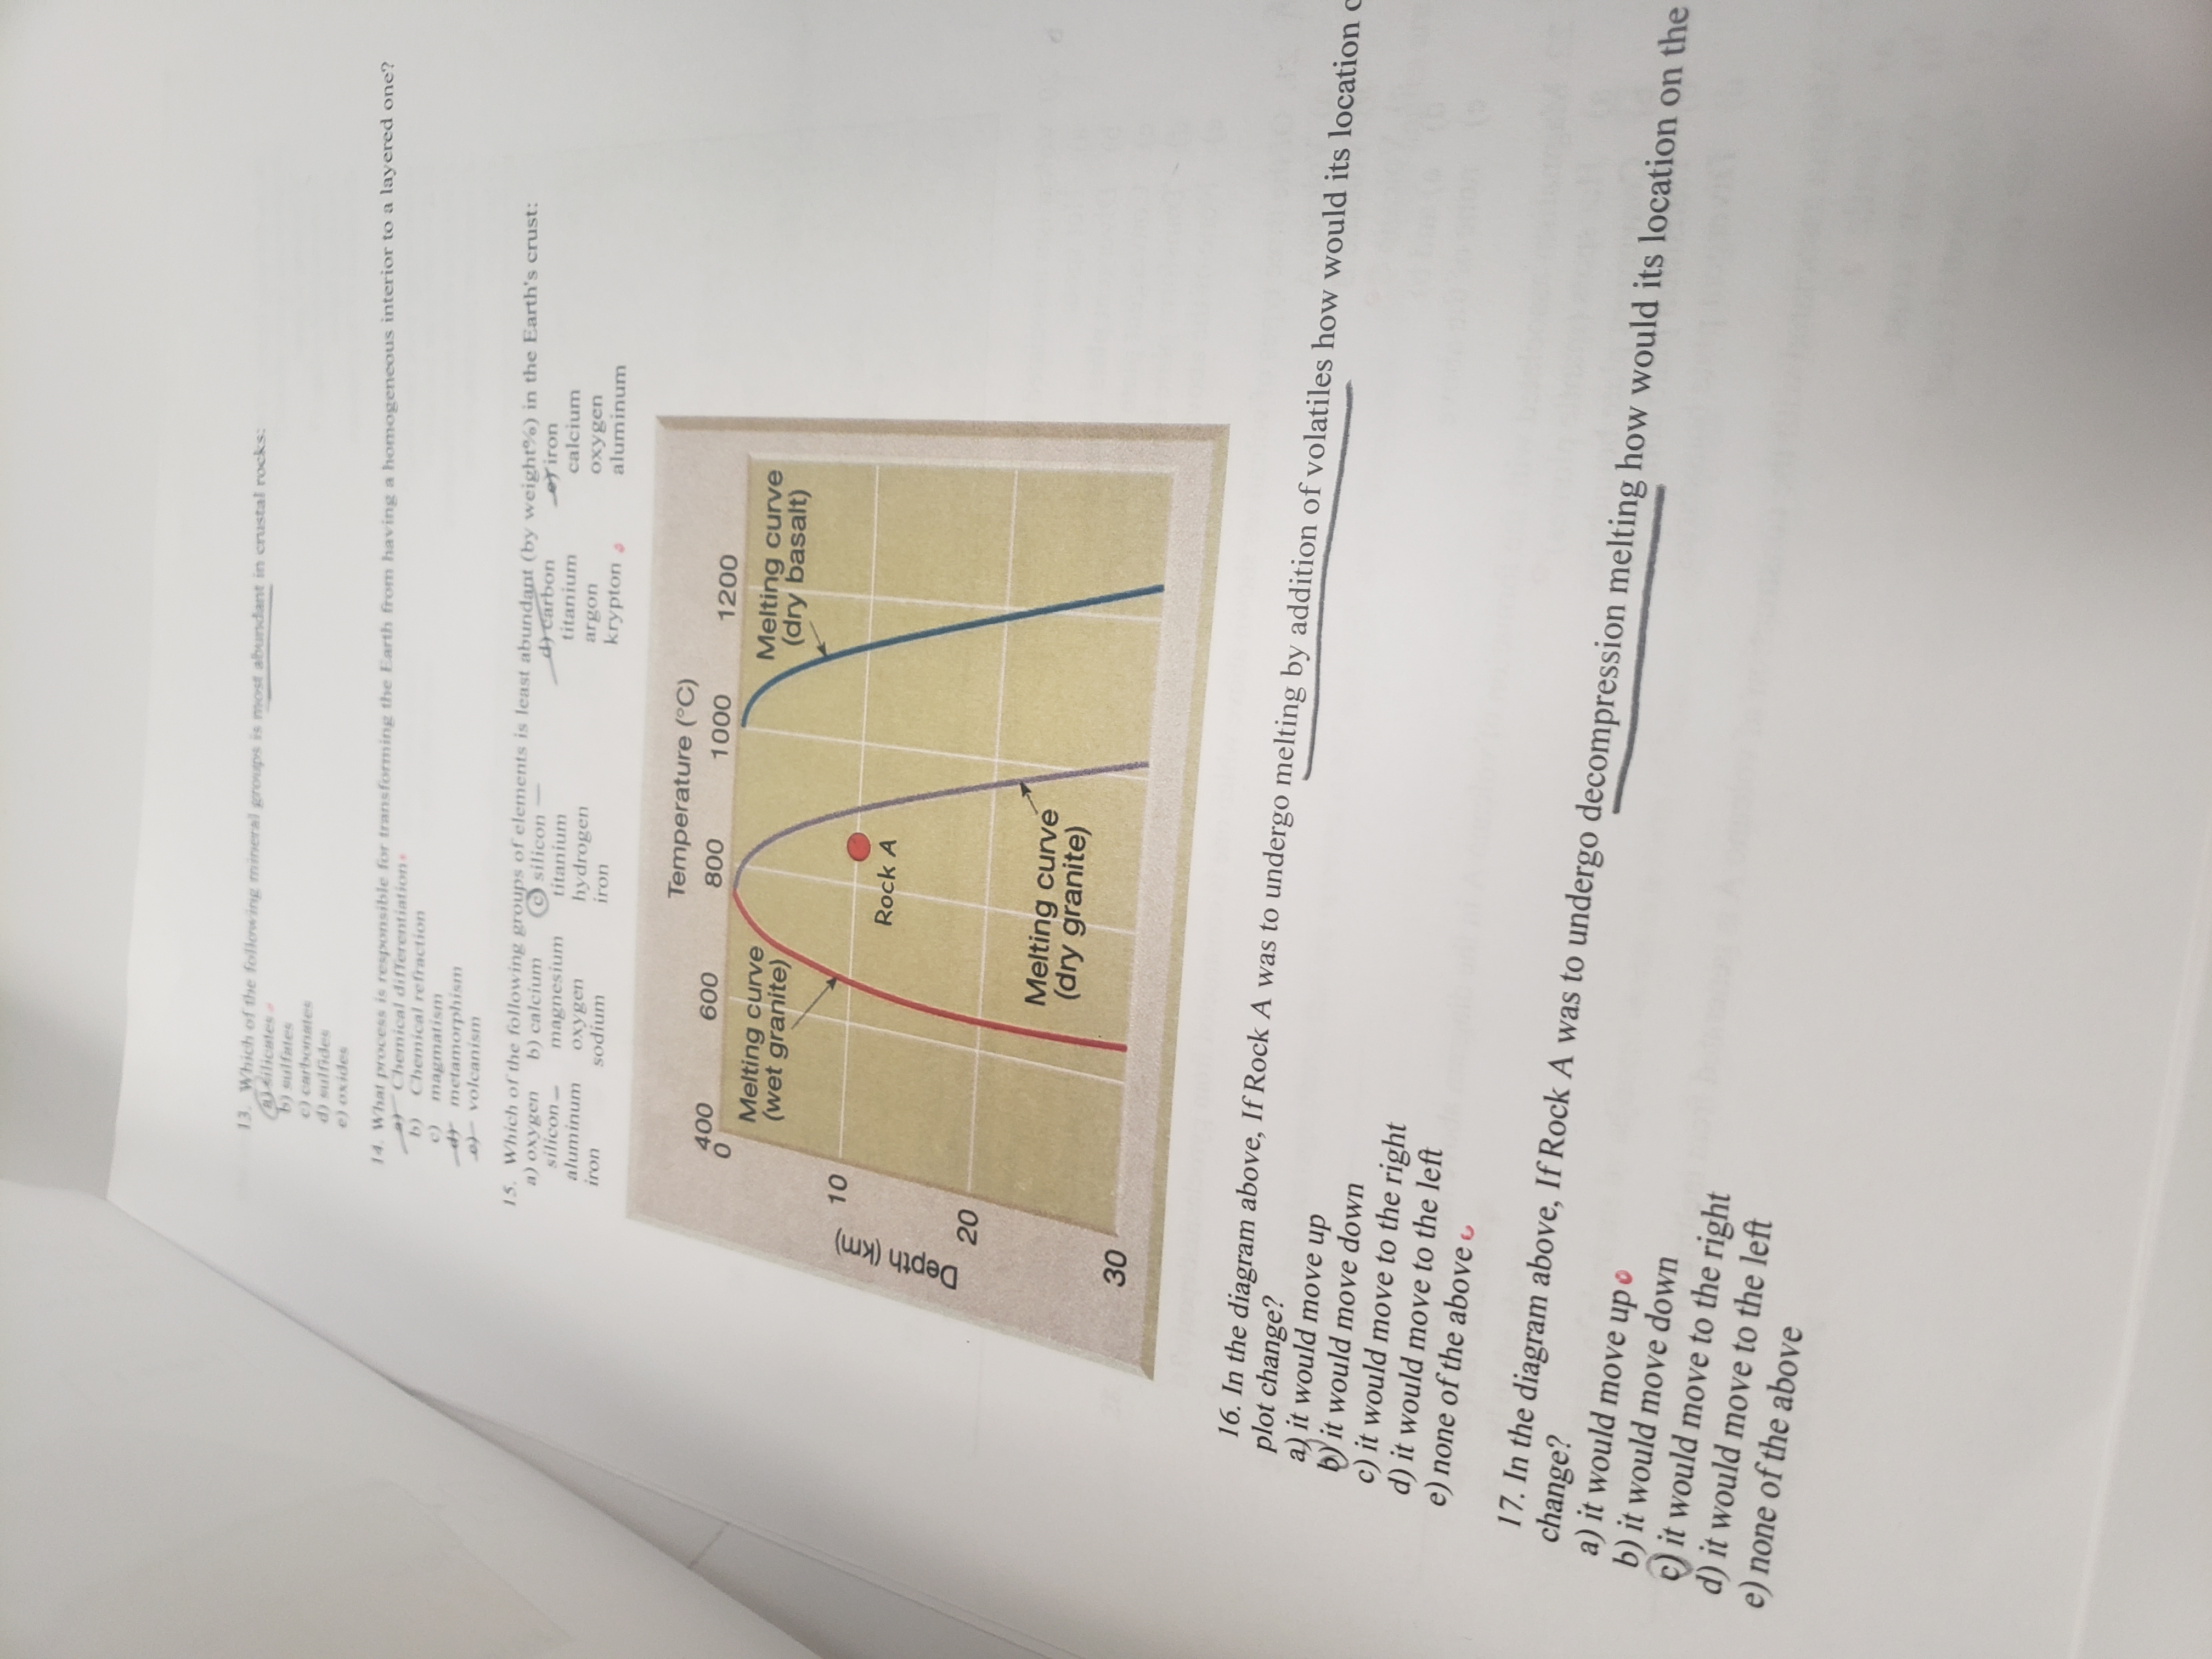 13. Which of the following mineral groups is most abundant in crustal rocks:
a) silicates
b) sulfates
c) carbonates
d) sulfides
e) oxides
14. What process is responsible for transforming the Earth from having a homogeneous interior to a layered one?
a) Chemical differentiation
b) Chemical refraction
c) magmatism
d) metamorphism
e) volcanism
15. Which of the following groups of elements is least abundant (by weight%) in the Earth's crust:
a) oxygen b) calcium c) silicon d) carbon e) iron
silicon magnesium titanium titanium calcium
aluminum oxygen hydrogen argon oxygen
iron sodium iron krypton aluminum
Temperature (°C)
400 600 800 1000 1200
0
Melting curve
(wet granite)
Melting curve
(dry basalt)
10
Rock A
Depth (km)
20
Melting curve
(dry granite)
30
16. In the diagram above, If Rock A was to undergo melting by addition of volatiles how would its location
plot change?
a) it would move up
b) it would move down
c) it would move to the right
d) it would move to the left
e) none of the above
17. In the diagram above, If Rock A was to undergo decompression melting how would its location on the
change?
a) it would move up
b) it would move down
c) it would move to the right
d) it would move to the left
e) none of the above